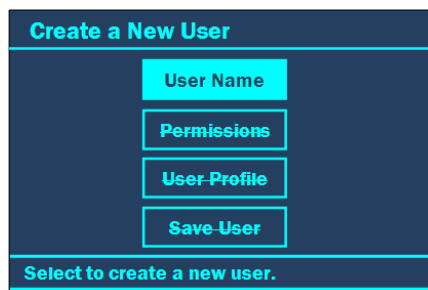 Create a New User
User Name
Permissions
User Profile
Save User
Select to create a new user.